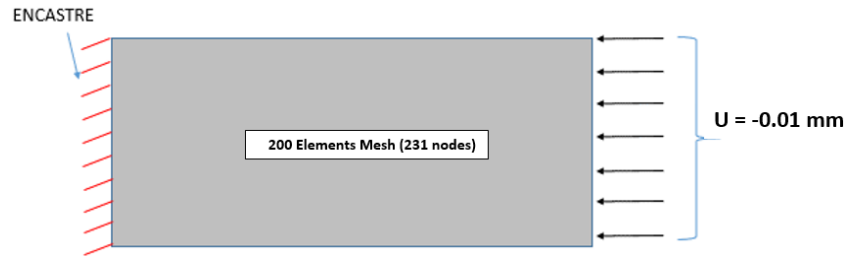 ENCASTRE
200 Elements Mesh (231 nodes)
U = -0.01 mm